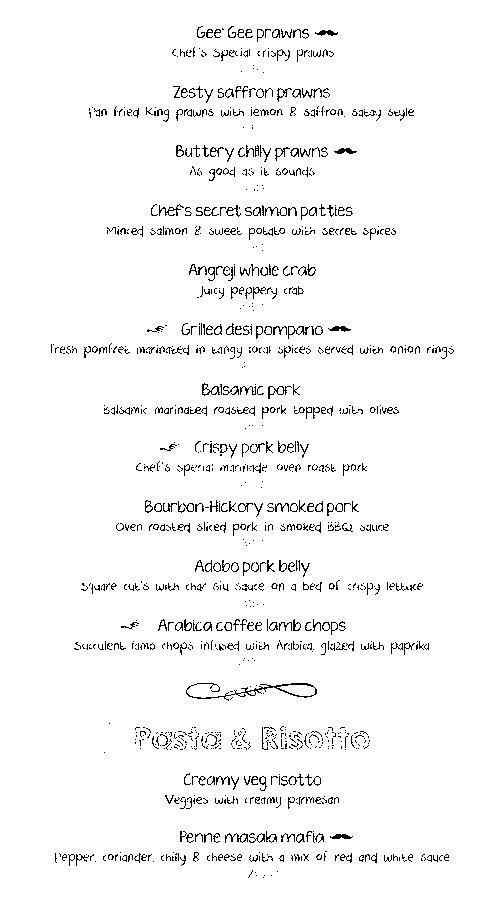 Gee' Gee prawns
Chef's Special crispy prawns
Zesty saffron prawns
Pan fried King prawns with lemon & saffron, satay style
Buttery chilly prawns
As good as it sounds
Chef's secret salmon patties
Minced salmon & sweet potato with secret spices
Angreji whole crab
Juicy peppery crab
Grilled desi pompano
Fresh pomfret marinated in tangy local spices served with onion rings
Balsamic pork
Balsamic marinated roasted pork topped with olives
Crispy pork belly
Chef's special marinade oven roast pork
Bourbon-Hickory smoked pork
Oven roasted sliced pork in smoked BBQ sauce
Adobo pork belly
Square cut's with char siu sauce on a bed of crispy lettuce
Arabica coffee lamb chops
Succulent lamb chops infused with Arabica, glazed with paprika
Pasta & Risotto
Creamy veg risotto
Veggies with creamy parmesan
Penne masala mafia
Pepper, coriander, chilly & cheese with a mix of red and white sauce